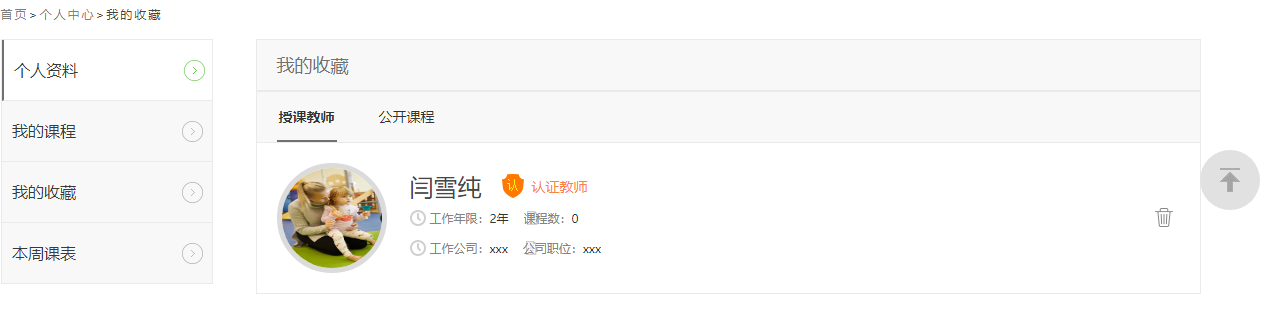 首页 > 个人中心 > 我的收藏
个人资料
我的课程
我的收藏
本周课表
我的收藏
授课教师 公开课程
闫雪纯 认 认证教师
工作年限：2年 课程数：0
工作公司：xxx 公司职位：xxx